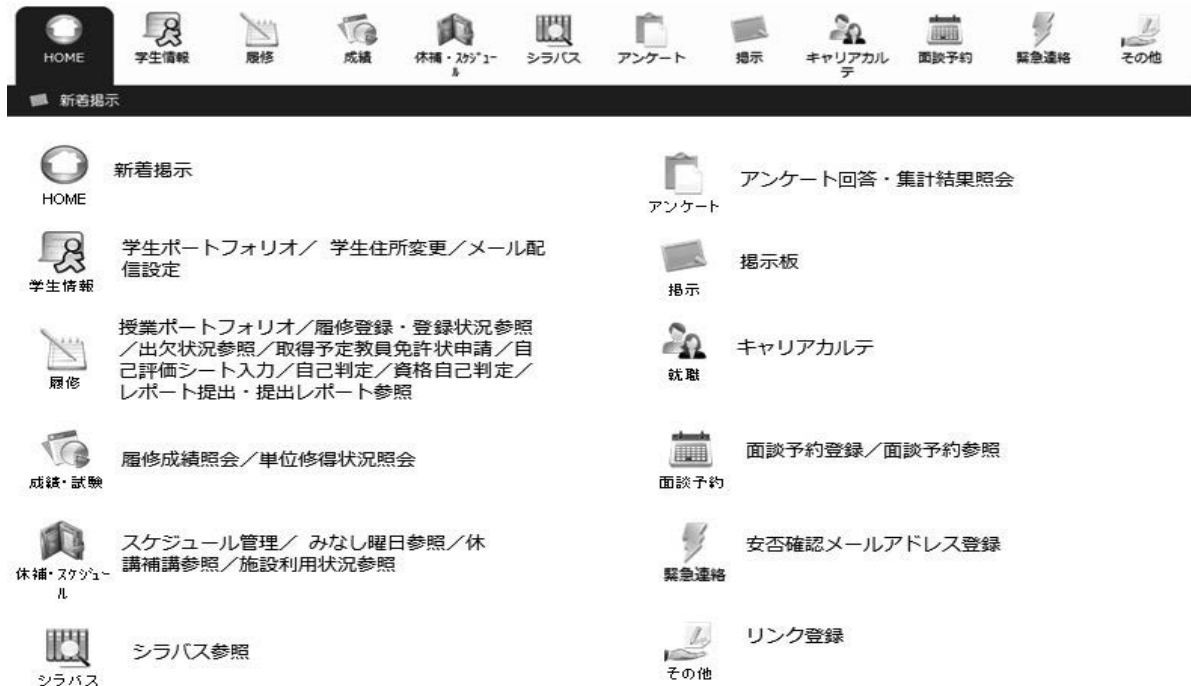 HOME
学生情報
履修
成績
休補・スケジュー
ル
シラバス
アンケート
掲示
キャリアカル
テ
面談予約
緊急連絡
その他
新着掲示
HOME
新着掲示
学生情報
学生ポートフォリオ／ 学生住所変更／メール配
信設定
履修
授業ポートフォリオ／履修登録・登録状況参照
／出欠状況参照／取得予定教員免許状申請／自
己評価シート入力／自己判定／資格自己判定／
レポート提出・提出レポート参照
成績・試験
履修成績照会／単位修得状況照会
休補・スケジュー
ル
スケジュール管理／ みなし曜日参照／休
講補講参照／施設利用状況参照
シラバス
シラバス参照
アンケート
アンケート回答・集計結果照会
掲示
掲示板
就職
キャリアカルテ
面談予約
面談予約登録／面談予約参照
緊急連絡
安否確認メールアドレス登録
その他
リンク登録